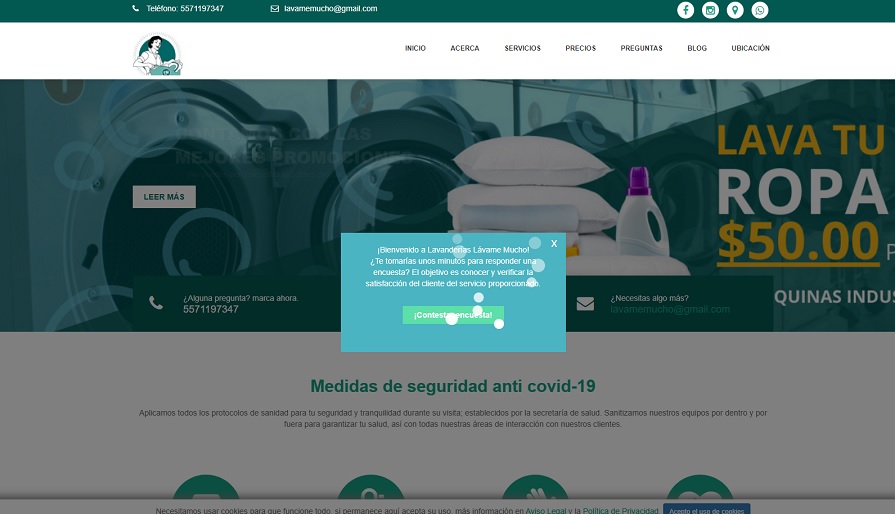 Teléfono: 5571197347
lavamemucho@gmail.com
INICIO ACERCA SERVICIOS PRECIOS PREGUNTAS BLOG UBICACIÓN
1
2
CON LAS
MEJORES PROMOCIONES
LEER MÁS
LAVA TU
ROPA
$50.00 P
QUINAS INDUS
¡Bienvenido a Lavanderías Lávame Mucho! X
¿Te tomarías unos minutos para responder una
encuesta? El objetivo es conocer y verificar la
satisfacción del cliente del servicio proporcionado.
¡Contestar encuesta!
¿Alguna pregunta? marca ahora.
5571197347
¿Necesitas algo más?
lavamemucho@gmail.com
Medidas de seguridad anti covid-19
Aplicamos todos los protocolos de sanidad para tu seguridad y tranquilidad durante su visita; establecidos por la secretaría de salud. Sanitizamos nuestros equipos por dentro y por
fuera para garantizar tu salud, así con todas nuestras áreas de interacción con nuestros clientes.
Necesitamos usar cookies para que funcione todo, si permanece aquí acepta su uso, más información en Aviso Legal y la Política de Privacidad. Acepto el uso de cookies